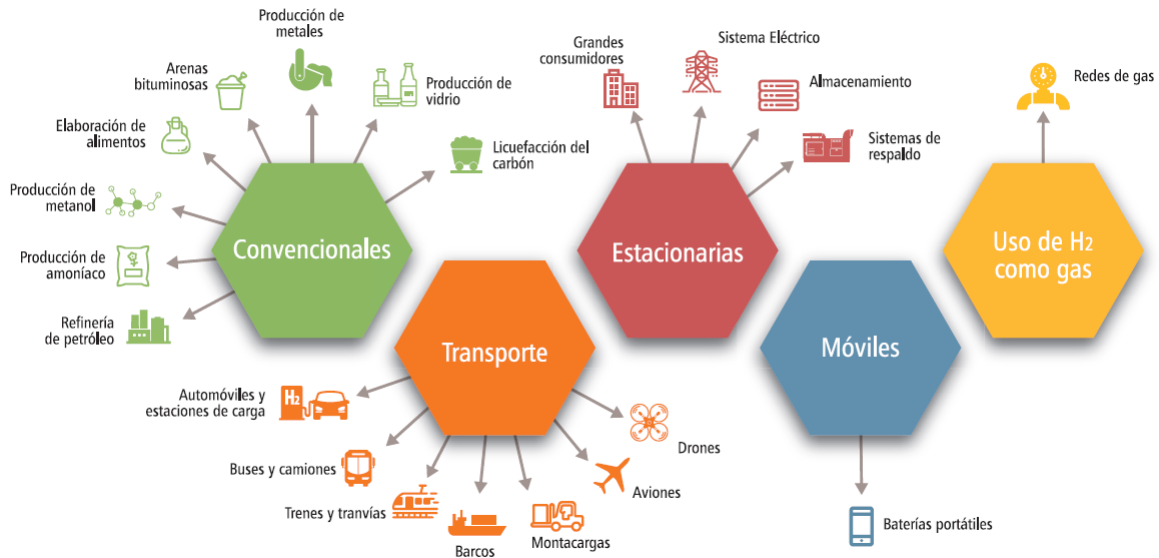 Producción de
metales
Arenas
bituminosas
Producción de
vidrio
Elaboración de
alimentos
Licuefacción del
carbón
Producción de
metanol
Producción de
amoníaco
Refinería
de petróleo
Convencionales
Grandes
consumidores
Sistema Eléctrico
Almacenamiento
Sistemas de
respaldo
Estacionarias
Redes de gas
Uso de H2
como gas
Transporte
Automóviles y
estaciones de carga
H2
Buses y camiones
Trenes y tranvías
Barcos
Montacargas
Aviones
Drones
Móviles
Baterías portátiles